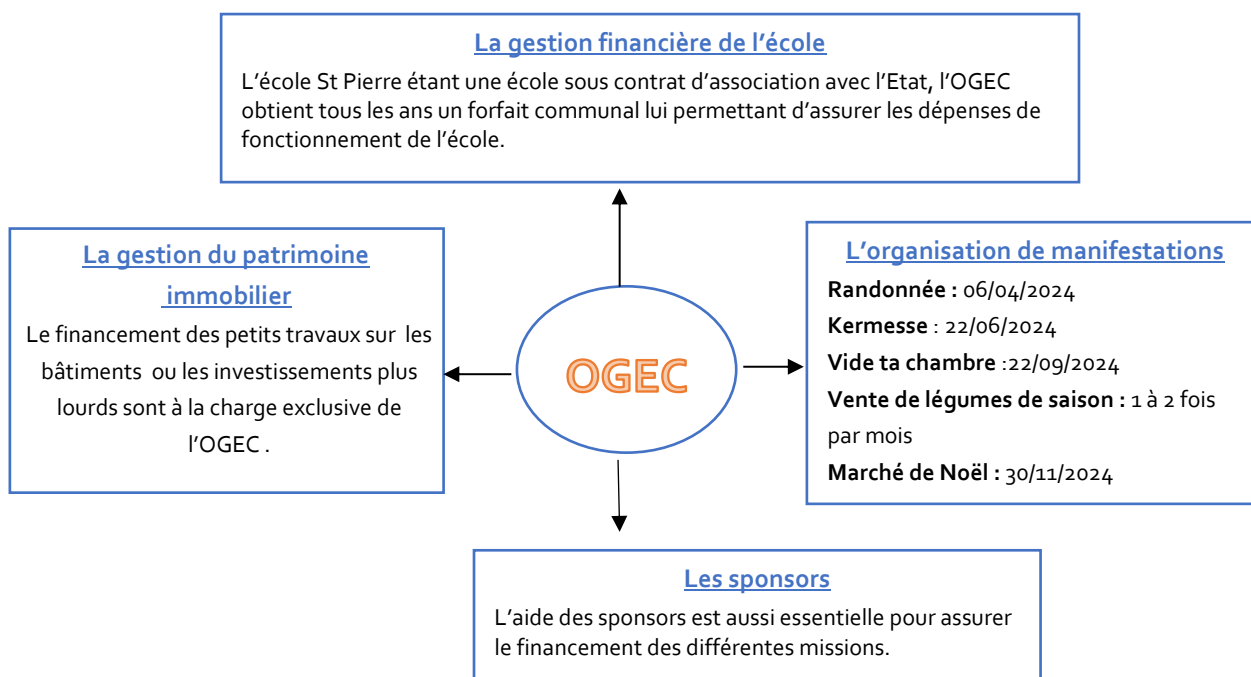 La gestion financière de l'école
L'école St Pierre étant une école sous contrat d'association avec l'Etat, l'OGEC
obtient tous les ans un forfait communal lui permettant d'assurer les dépenses de
fonctionnement de l'école.
La gestion du patrimoine
immobilier
Le financement des petits travaux sur les
bâtiments ou les investissements plus
lourds sont à la charge exclusive de
l'OGEC .
OGEC
L'organisation de manifestations
Randonnée : 06/04/2024
Kermesse : 22/06/2024
Vide ta chambre :22/09/2024
Vente de légumes de saison : 1 à 2 fois
par mois
Marché de Noël : 30/11/2024
Les sponsors
L'aide des sponsors est aussi essentielle pour assurer
le financement des différentes missions.